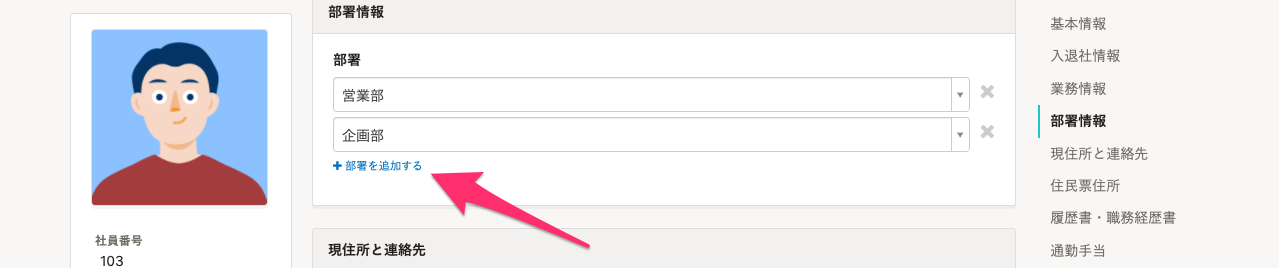 社員番号
103
部署情報
部署
営業部
企画部
部署を追加する
現住所と連絡先
基本情報
入退社情報
業務情報
部署情報
現住所と連絡先
住民票住所
履歴書・職務経歴書
通勤手当